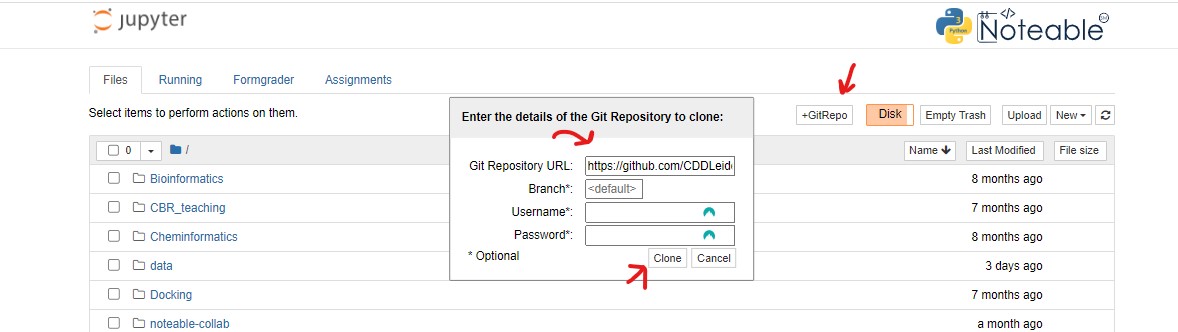 jupyter
</>
Python
Noteable
Files Running Formgrader Assignments
Select items to perform actions on them.
+GitRepo Disk Empty Trash Upload New
Enter the details of the Git Repository to clone:
Git Repository URL: https://github.com/CDDLeid
Branch*: <default>
Username*:
Password*:
* Optional Clone Cancel
0 / Name Last Modified File size
Bioinformatics 8 months ago
CBR_teaching 7 months ago
Cheminformatics 8 months ago
data 3 days ago
Docking 7 months ago
noteable-collab a month ago